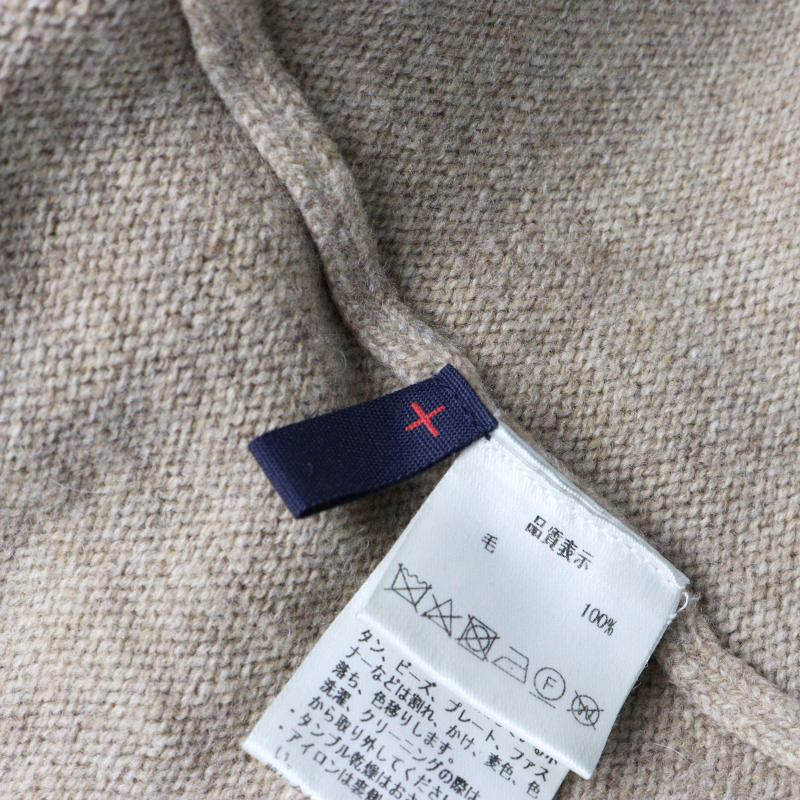 品質表示
毛
100%
F
タン、ビーズ、プレート、ファス
ナーなどは割れ、かけ、変色、色
落ち、色移りします。
洗濯、クリーニングの際は
から取り外してくださ
・タンブル乾燥はおさ
・アイロンは
い。